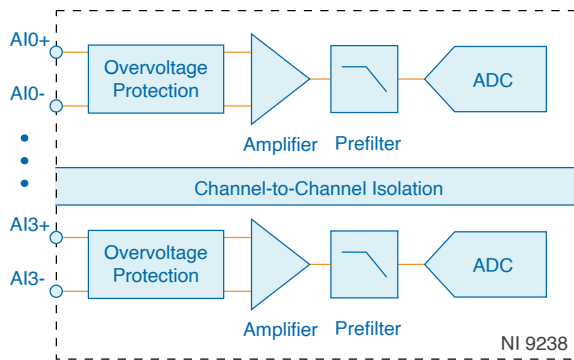 AI0+
Overvoltage
Protection
ADC
AI0-
Amplifier
Prefilter
Channel-to-Channel Isolation
AI3+
Overvoltage
Protection
ADC
AI3-
Amplifier
Prefilter
NI 9238